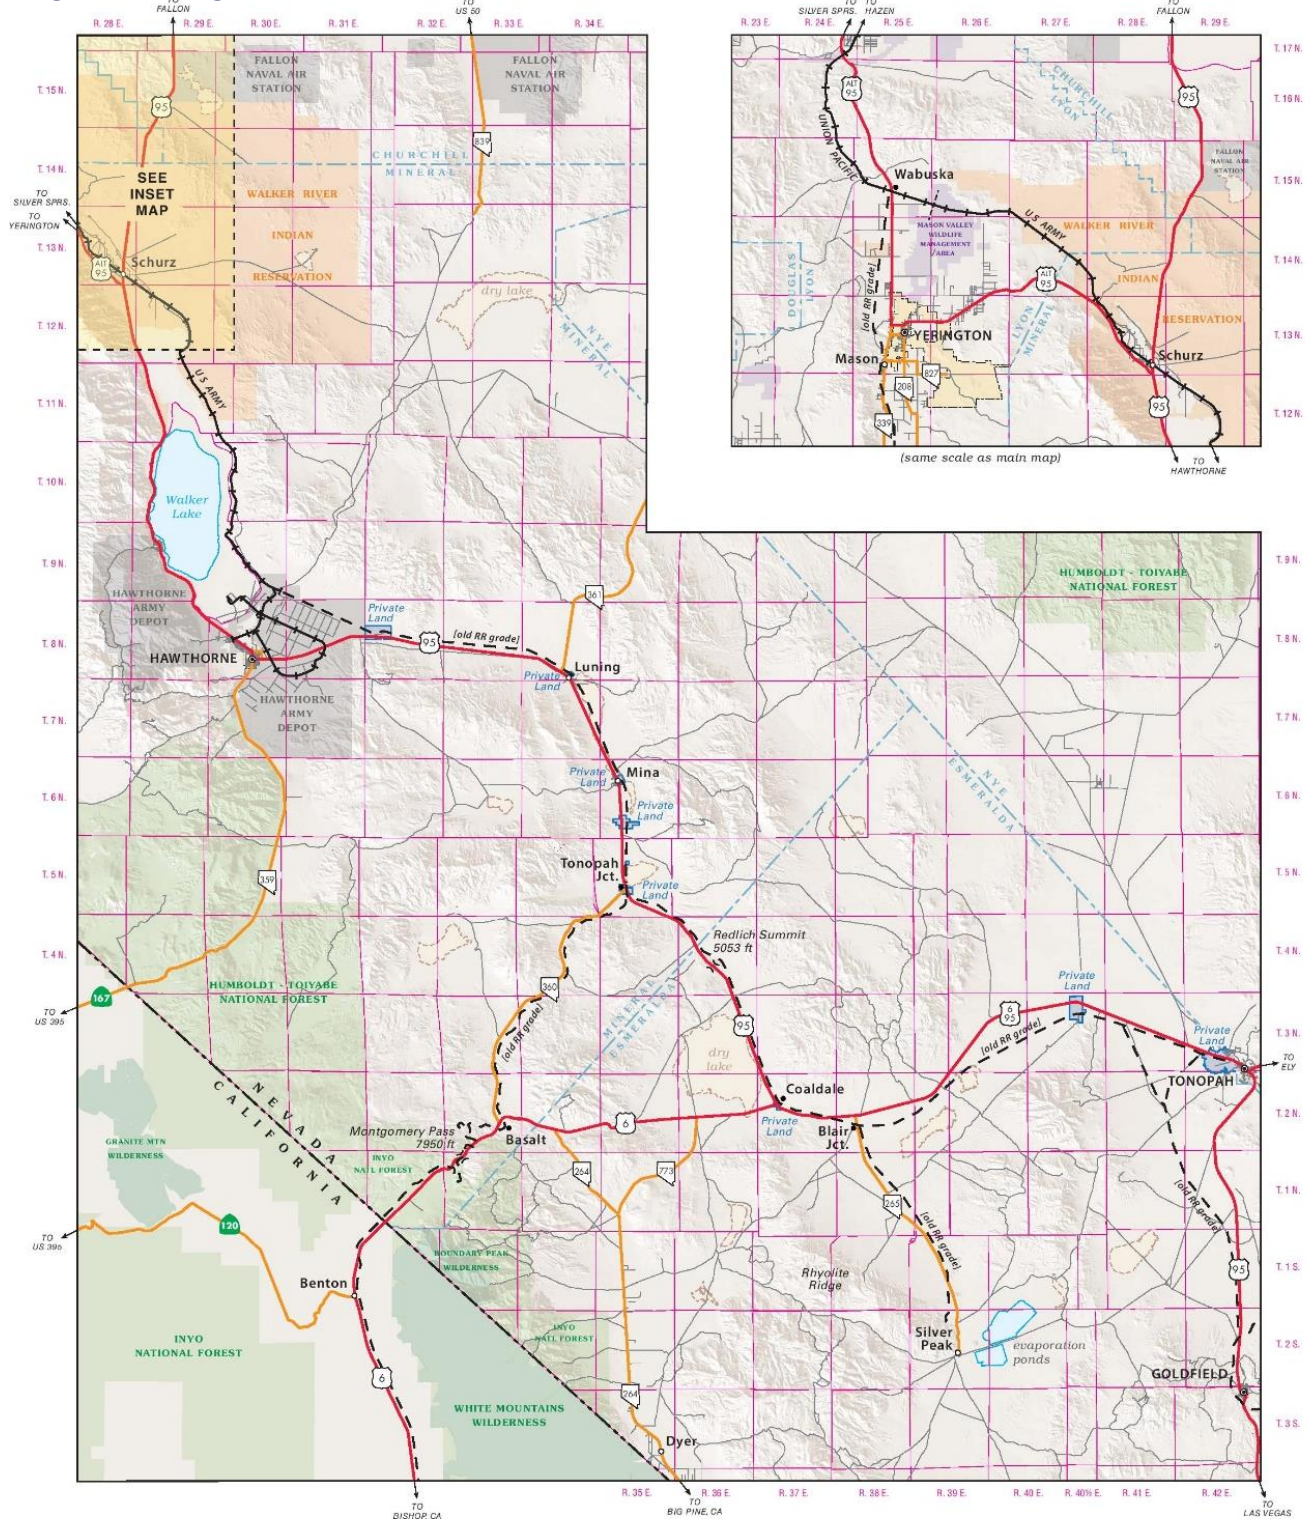 TO
FALLON
TO
US 50
R. 28 E.
R. 29 E.
R. 30 E.
R. 31 E.
R. 32 E.
R. 33 E.
R. 34 E.
T. 15 N.
T. 14 N.
T. 13 N.
T. 12 N.
T. 11 N.
T. 10 N.
T. 9 N.
T. 8 N.
T. 7 N.
T. 6 N.
T. 5 N.
T. 4 N.
TO
SILVER SPRS.
TO
YERINGTON
95
SEE
INSET
MAP
ALT
95
Schurz
FALLON
NAVAL AIR
STATION
FALLON
NAVAL AIR
STATION
839
CHURCHILL
MINERAL
WALKER RIVER
INDIAN
RESERVATION
dry lake
NYE
MINERAL
US ARMY
Walker
Lake
HAWTHORNE
ARMY
DEPOT
HAWTHORNE
HAWTHORNE
ARMY
DEPOT
Private
Land
95
[old RR grade]
361
Luning
Private
Land
Mina
Private
Land
Private
Land
Tonopah
Jct.
Private
Land
359
Redlich Summit
5053 ft
HUMBOLDT - TOIYABE
NATIONAL FOREST
167
TO
US 395
360
[old RR grade]
MINERAL
ESMERALDA
95
dry
lake
NEVADA
CALIFORNIA
GRANITE MTN
WILDERNESS
Montgomery Pass
7950 ft
Basalt
6
INYO
NATL FOREST
264
773
Coaldale
Private
Land
Blair
Jct.
265
[old RR grade]
TO
US 395
120
BOUNDARY PEAK
WILDERNESS
Benton
INYO
NATIONAL FOREST
6
INYO
NATL FOREST
WHITE MOUNTAINS
WILDERNESS
264
Dyer
Rhyolite
Ridge
Silver
Peak
evaporation
ponds
TO
BISHOP, CA
TO
BIG PINE, CA
R. 35 E.
R. 36 E.
R. 37 E.
R. 38 E.
R. 39 E.
R. 40 E.
R. 40½ E.
R. 41 E.
R. 42 E.
TO
LAS VEGAS
HUMBOLDT - TOIYABE
NATIONAL FOREST
NYE
ESMERALDA
6
95
[old RR grade]
Private
Land
Private
Land
TONOPAH
TO
ELY
[old RR grade]
95
GOLDFIELD
T. 9 N.
T. 8 N.
T. 7 N.
T. 6 N.
T. 5 N.
T. 4 N.
T. 3 N.
T. 2 N.
T. 1 N.
T. 1 S.
T. 2 S.
T. 3 S.
TO
SILVER SPRS.
TO
HAZEN
TO
FALLON
R. 23 E.
R. 24 E.
R. 25 E.
R. 26 E.
R. 27 E.
R. 28 E.
R. 29 E.
T. 17 N.
T. 16 N.
T. 15 N.
T. 14 N.
T. 13 N.
T. 12 N.
ALT
95
UNION PACIFIC
CHURCHILL
LYON
95
FALLON
NAVAL AIR
STATION
Wabuska
MASON VALLEY
WILDLIFE
MANAGEMENT
AREA
US ARMY
WALKER RIVER
INDIAN
RESERVATION
DOUGLAS
LYON
[old RR grade]
ALT
95
LYON
MINERAL
YERINGTON
Mason
827
208
339
Schurz
95
(same scale as main map)
TO
HAWTHORNE